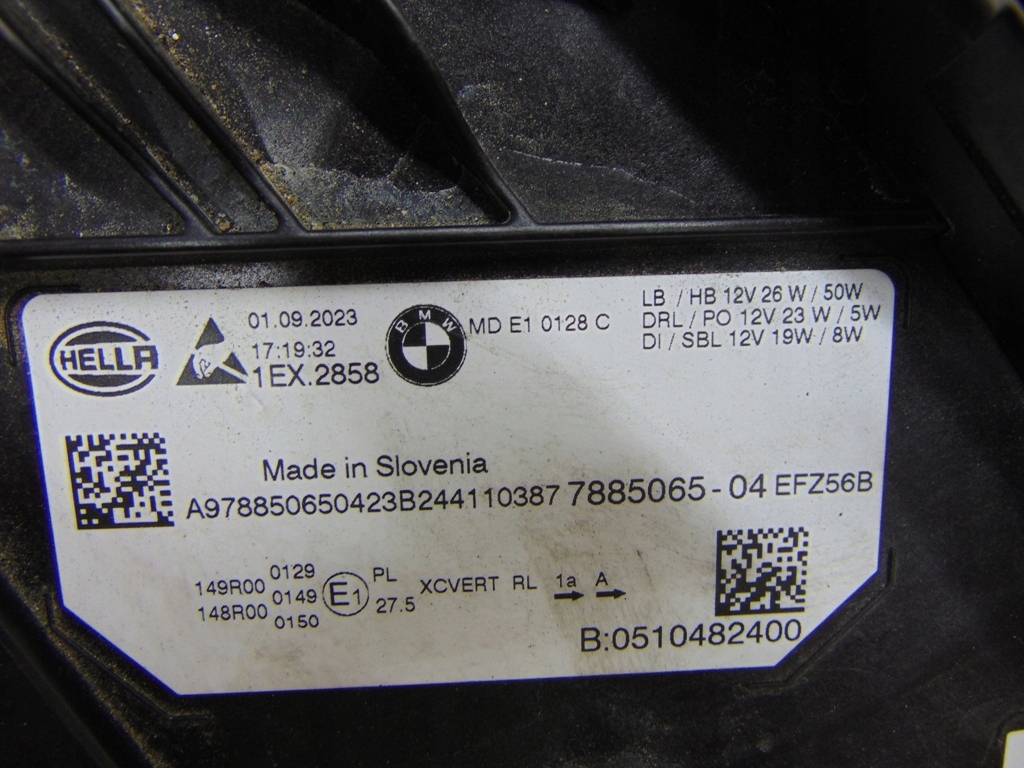 HELLA
01.09.2023
17:19:32
1EX.2858
BMW
MD E1 0128 C
LB / HB 12V 26 W / 50W
DRL / PO 12V 23 W / 5W
DI / SBL 12V 19W / 8W
Made in Slovenia
A978850650423B2441103877885065 - 04 EFZ56B
149R00 0129
148R00 0149
0150
E1
PL
27.5
XCVERT RL 1a A
B:0510482400